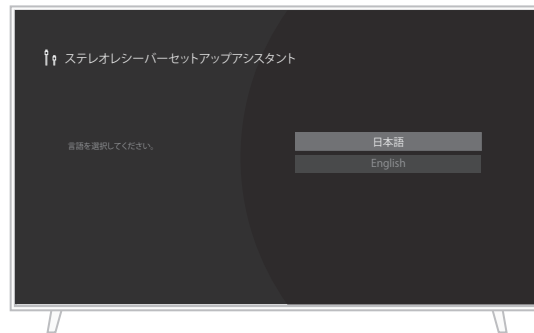 ステレオレシーバーセットアップアシスタント
言語を選択してください。
日本語
English